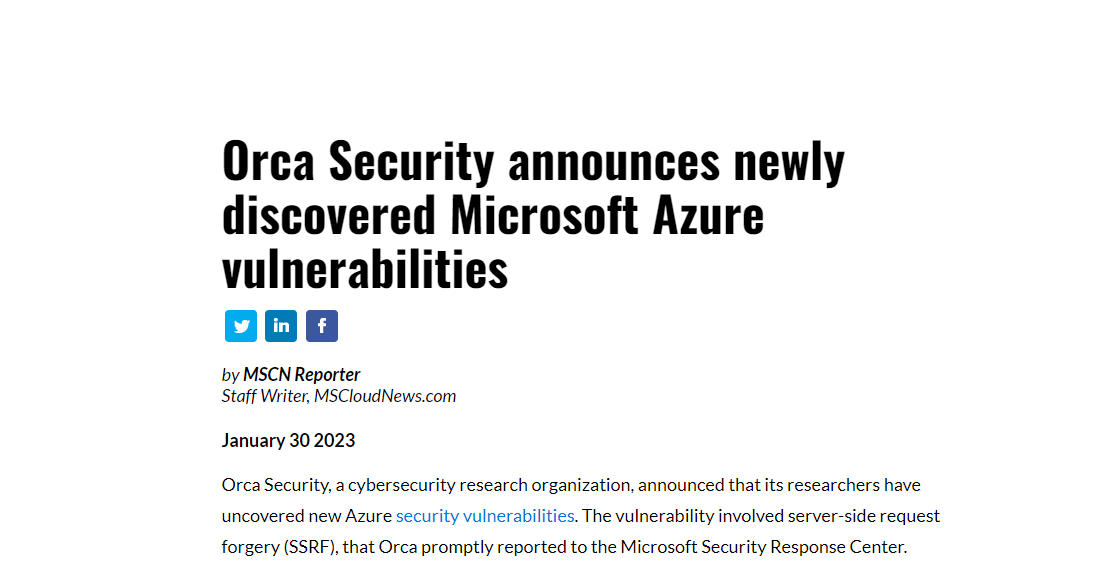 Orca Security announces newly
discovered Microsoft Azure
vulnerabilities
in
f
by MSCN Reporter
Staff Writer, MSCloudNews.com
January 30 2023
Orca Security, a cybersecurity research organization, announced that its researchers have
uncovered new Azure security vulnerabilities. The vulnerability involved server-side request
forgery (SSRF), that Orca promptly reported to the Microsoft Security Response Center.